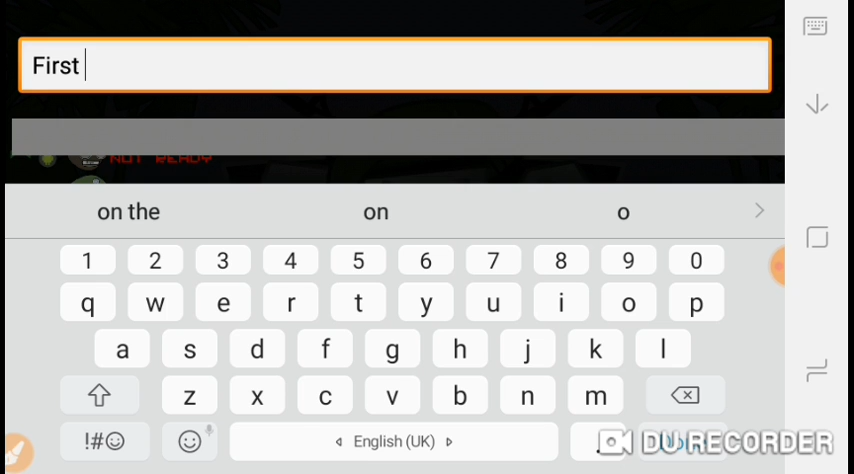 First
NOT READY
on the on o
1 2 3 4 5 6 7 8 9 0
q w e r t y u i o p
a s d f g h j k l
z x c v b n m
!#☺ English (UK) . Done
DU RECORDER